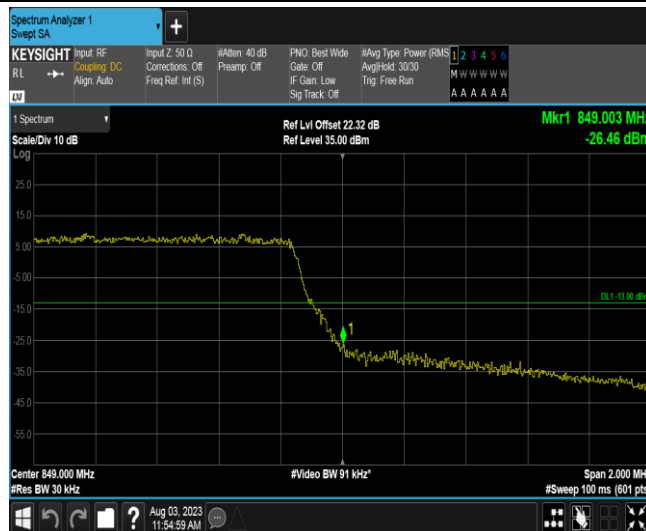 Spectrum Analyzer 1
Swept SA
+
KEYSIGHT
RL
LXI
Input: RF
Coupling: DC
Align: Auto
Input Z: 50 Ω
Corrections: Off
Freq Ref: Int (S)
#Atten: 40 dB
Preamp: Off
PNO: Best Wide
Gate: Off
IF Gain: Low
Sig Track: Off
#Avg Type: Power (RMS
Avg|Hold: 30/30
Trig: Free Run
1 2 3 4 5 6
M W W W W W
A A A A A A
1 Spectrum
Scale/Div 10 dB
Log
Ref Lvl Offset 22.32 dB
Ref Level 35.00 dBm
Mkr1 849.003 MHz
-26.46 dBm
25.0
15.0
5.00
-5.00
DL1 -13.00 dBm
-15.0
1
-25.0
-35.0
-45.0
-55.0
Center 849.000 MHz
#Res BW 30 kHz
#Video BW 91 kHz*
Span 2.000 MHz
#Sweep 100 ms (601 pts)
?
Aug 03, 2023
11:54:59 AM